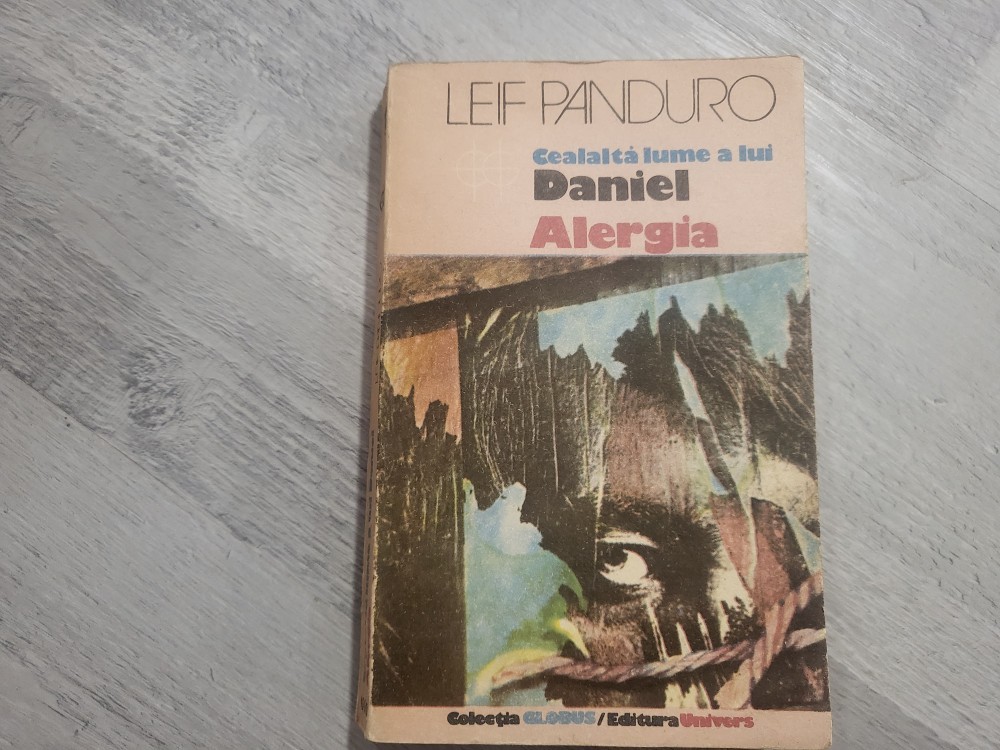 LEIF PANDURO
Cealaltă lume a lui
Daniel
Alergia
Colecția GLOBUS/Editura Univers